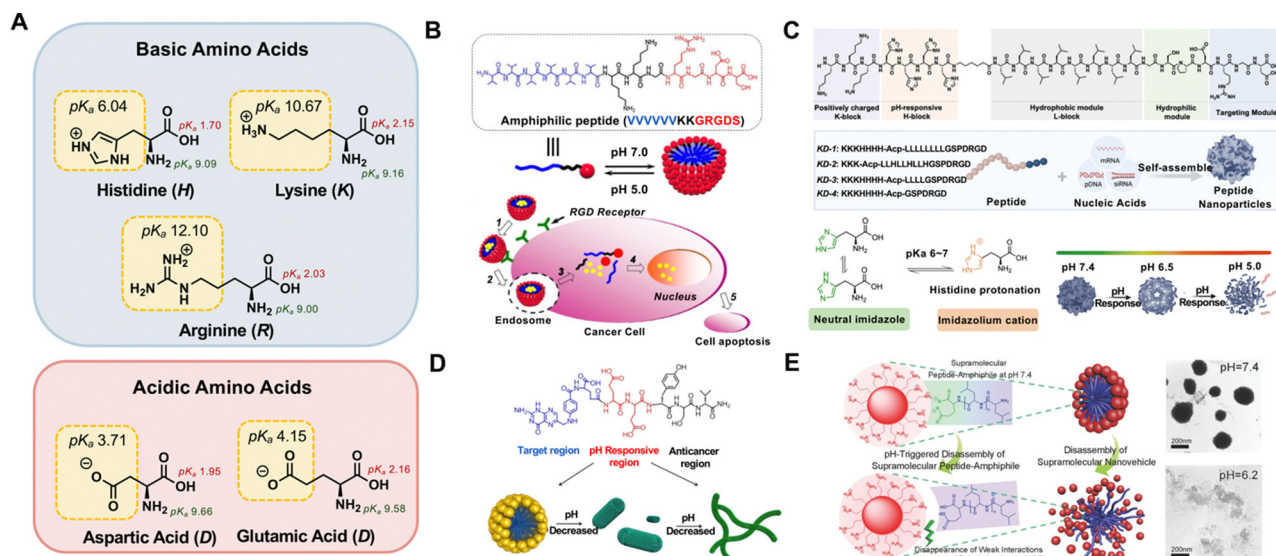 A
Basic Amino Acids
pKa 6.04
pKa 1.70
OH
NH2
pKa 9.09
Histidine (H)
pKa 10.67
pKa 2.15
OH
NH2
pKa 9.16
Lysine (K)
pKa 12.10
pKa 2.03
OH
NH2
pKa 9.00
Arginine (R)
Acidic Amino Acids
pKa 3.71
pKa 1.95
OH
NH2
pKa 9.66
Aspartic Acid (D)
pKa 4.15
pKa 2.16
OH
NH2
pKa 9.58
Glutamic Acid (D)
B
Amphiphilic peptide (VVVVVVKKGRGDS)
pH 7.0
pH 5.0
RGD Receptor
1
2
3
4
5
Endosome
Nucleus
Cancer Cell
Cell apoptosis
C
Positively charged K-block
pH-responsive H-block
Hydrophobic module L-block
Hydrophilic module
Targeting Module
KD-1: KKKHHHH-Acp-LLLLLLLLGSPDRGD
KD-2: KKK-Acp-LLHLLHLLHGSPDRGD
KD-3: KKKHHHH-Acp-LLLLGSPDRGD
KD-4: KKKHHHH-Acp-GSPDRGD
Peptide
+
mRNA
pDNA
siRNA
Nucleic Acids
Self-assemble
Peptide Nanoparticles
Neutral imidazole
pKa 6~7
Histidine protonation
Imidazolium cation
pH 7.4
pH 6.5
pH 5.0
pH Response
pH Response
D
Target region
pH Responsive region
Anticancer region
pH Decreased
pH Decreased
E
Supramolecular Peptide-Amphiphile at pH 7.4
pH-Triggered Disassembly of Supramolecular Peptide-Amphiphile
Disassembly of Supramolecular Nanovehicle
Disappearance of Weak Interactions
pH=7.4
200nm
pH=6.2
200nm